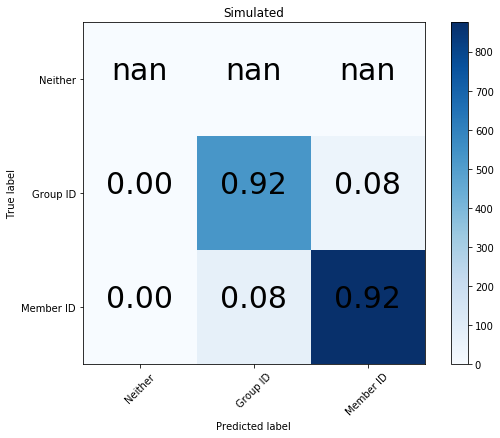 Simulated
True label
Neither
nan nan nan
Group ID
0.00 0.92 0.08
Member ID
0.00 0.08 0.92
Neither Group ID Member ID
Predicted label
800
700
600
500
400
300
200
100
0